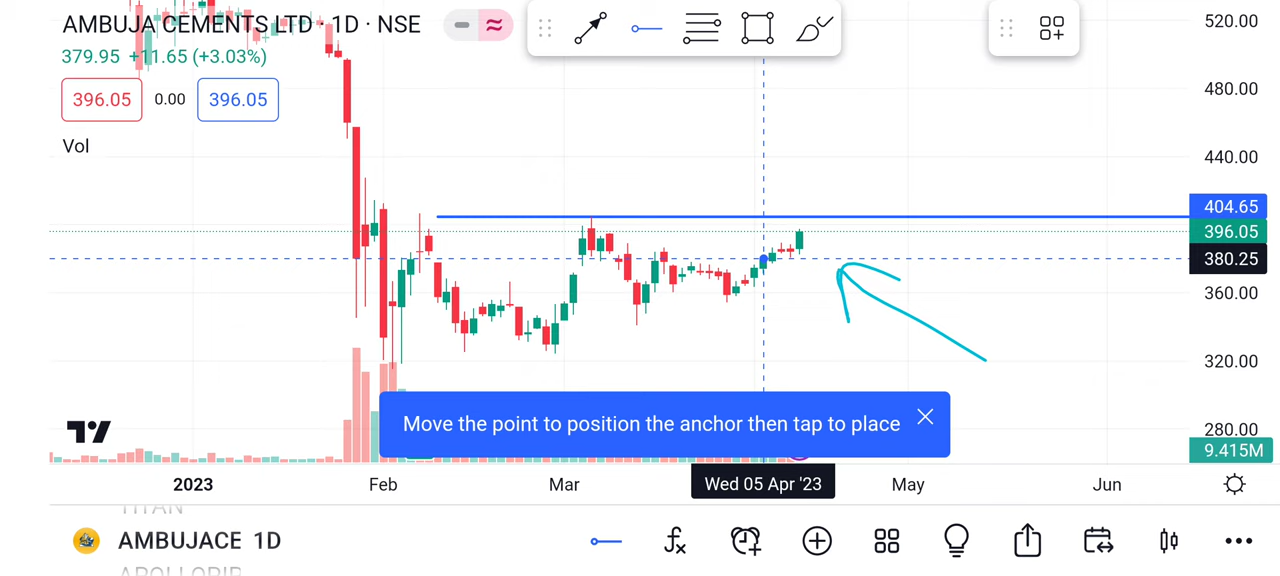 AMBUJA CEMENTS LTD · 1D · NSE
379.95 +11.65 (+3.03%)
396.05 0.00 396.05
Vol
520.00
480.00
440.00
404.65
396.05
380.25
360.00
320.00
280.00
9.415M
Move the point to position the anchor then tap to place
2023 Feb Mar Wed 05 Apr '23 May Jun
TITAN
AMBUJACE 1D